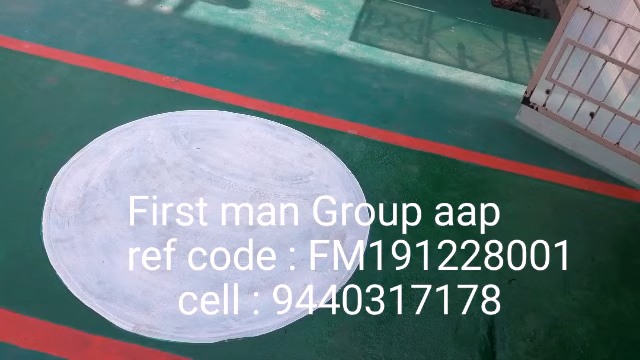 First man Group aap
ref code : FM191228001
cell : 9440317178